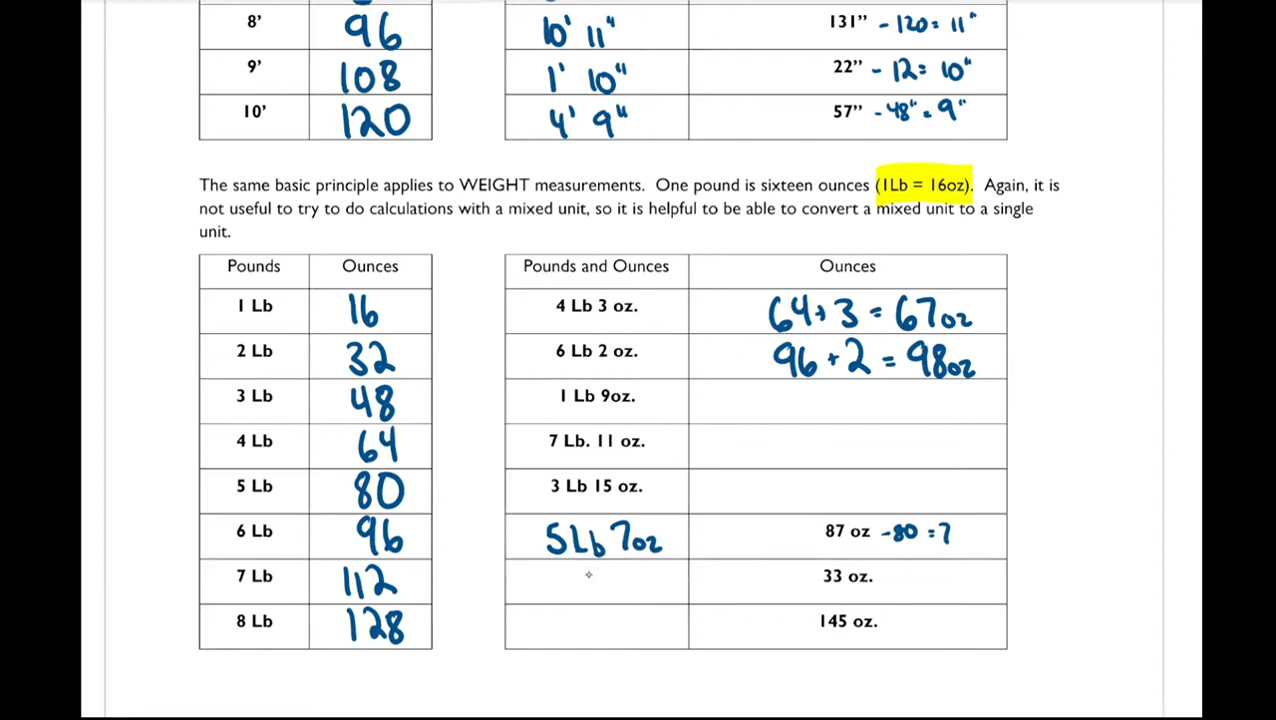 8’ 96 10' 11" 131” - 120 = 11"
9’ 108 1' 10" 22” - 12 = 10"
10’ 120 4' 9" 57” - 48" = 9"
The same basic principle applies to WEIGHT measurements. One pound is sixteen ounces (1Lb = 16oz). Again, it is
not useful to try to do calculations with a mixed unit, so it is helpful to be able to convert a mixed unit to a single
unit.
Pounds Ounces Pounds and Ounces Ounces
1 Lb 16 4 Lb 3 oz. 64+3 = 67oz
2 Lb 32 6 Lb 2 oz. 96 + 2 = 98oz
3 Lb 48 1 Lb 9oz.
4 Lb 64 7 Lb. 11 oz.
5 Lb 80 3 Lb 15 oz.
6 Lb 96 5Lb 7oz 87 oz -80 =7
7 Lb 112 33 oz.
8 Lb 128 145 oz.